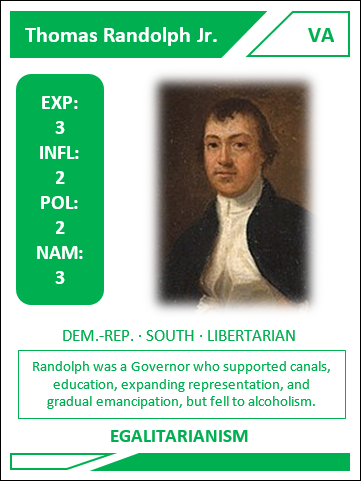 Thomas Randolph Jr.
VA
EXP:
3
INFL:
2
POL:
2
NAM:
3
DEM.-REP. · SOUTH · LIBERTARIAN
Randolph was a Governor who supported canals,
education, expanding representation, and
gradual emancipation, but fell to alcoholism.
EGALITARIANISM